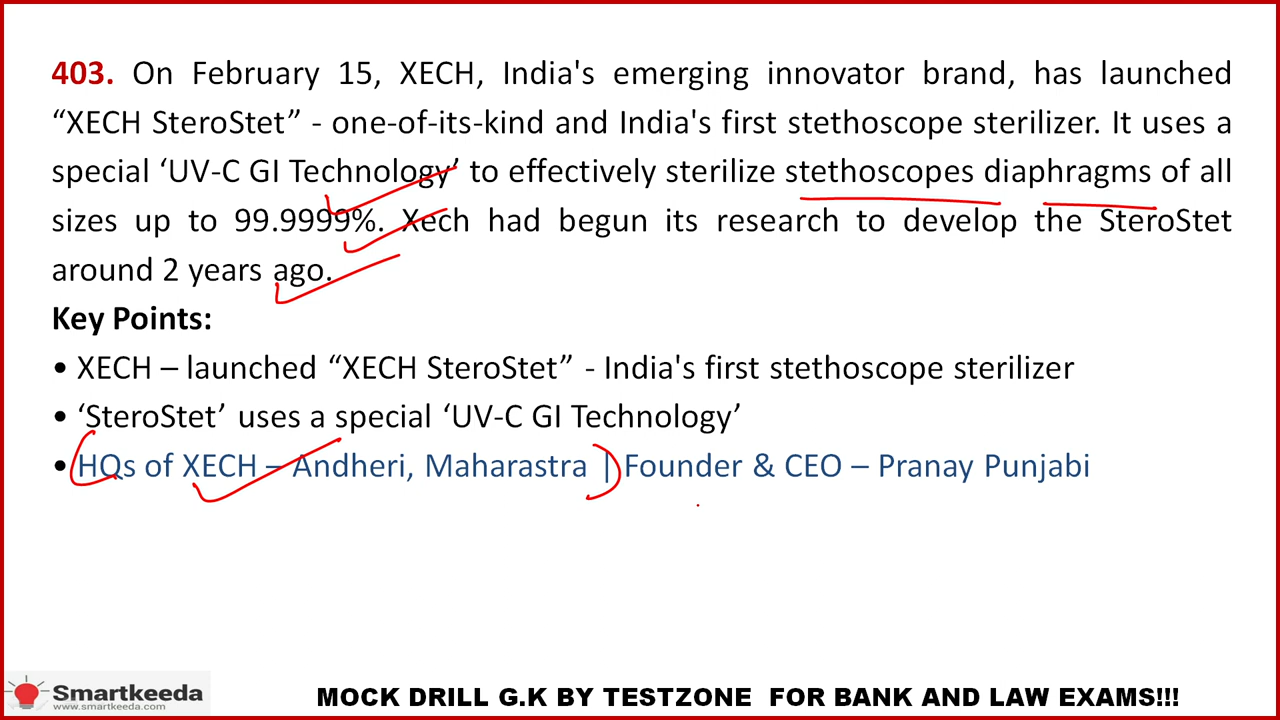 403. On February 15, XECH, India's emerging innovator brand, has launched
“XECH SteroStet” - one-of-its-kind and India's first stethoscope sterilizer. It uses a
special ‘UV-C GI Technology’ to effectively sterilize stethoscopes diaphragms of all
sizes up to 99.9999%. Xech had begun its research to develop the SteroStet
around 2 years ago.
Key Points:
• XECH – launched “XECH SteroStet” - India's first stethoscope sterilizer
• ‘SteroStet’ uses a special ‘UV-C GI Technology’
• HQs of XECH – Andheri, Maharastra | Founder & CEO – Pranay Punjabi
Smartkeeda
www.smartkeeda.com
MOCK DRILL G.K BY TESTZONE FOR BANK AND LAW EXAMS!!!